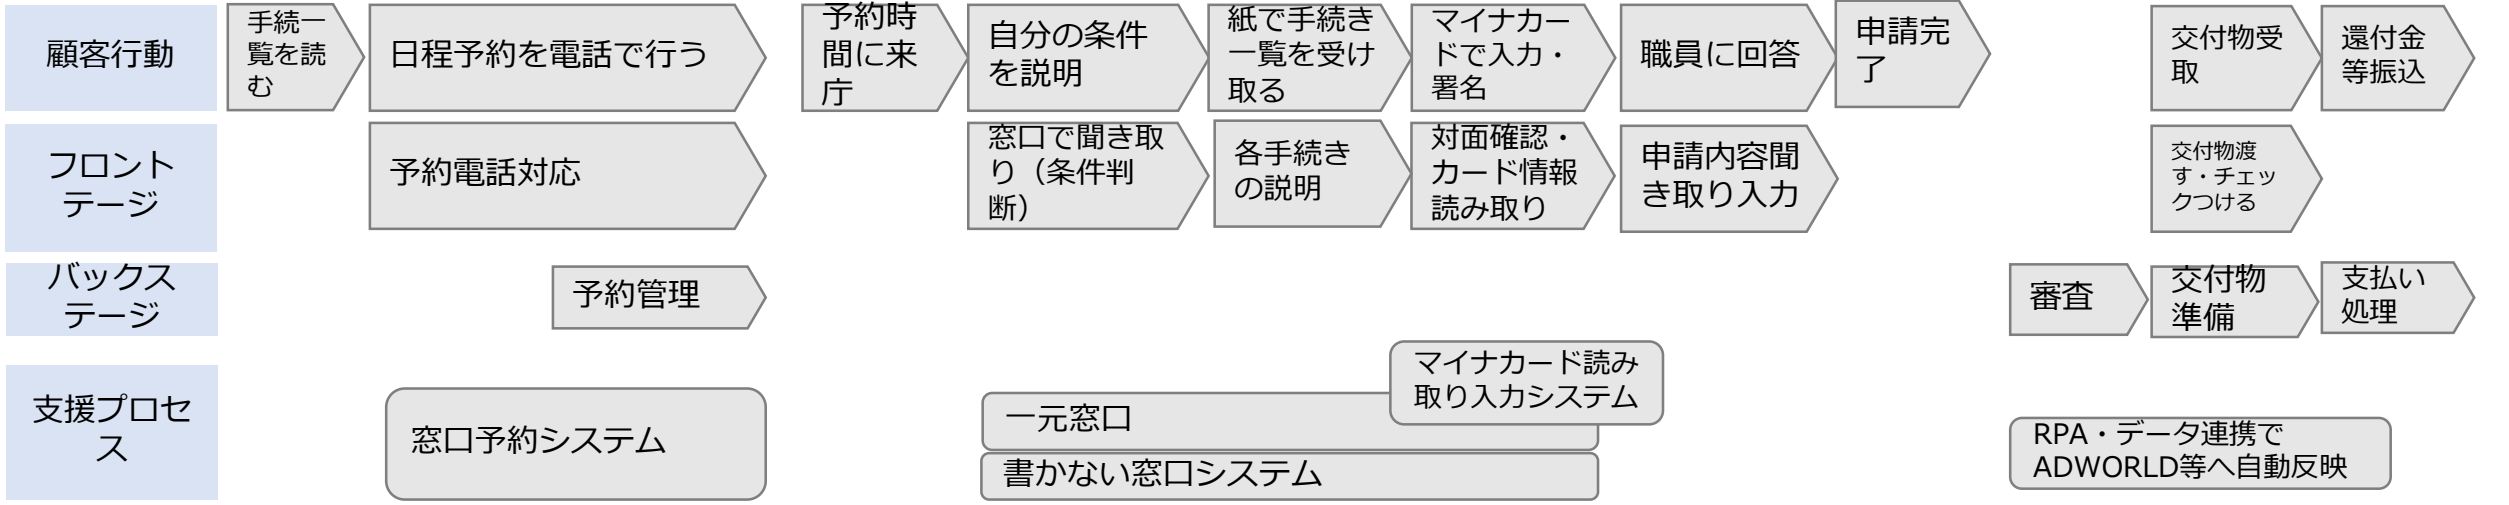 顧客行動
手続一
覧を読
む
日程予約を電話で行う
予約時
間に来
庁
自分の条件
を説明
紙で手続き
一覧を受け
取る
マイナカー
ドで入力・
署名
職員に回答
申請完
了
交付物受
取
還付金
等振込
フロント
テージ
予約電話対応
窓口で聞き取
り（条件判
断）
各手続き
の説明
対面確認・
カード情報
読み取り
申請内容聞
き取り入力
交付物渡
す・チェッ
クつける
バックス
テージ
予約管理
審査
交付物
準備
支払い
処理
支援プロセ
ス
窓口予約システム
マイナカード読み
取り入力システム
一元窓口
書かない窓口システム
RPA・データ連携で
ADWORLD等へ自動反映